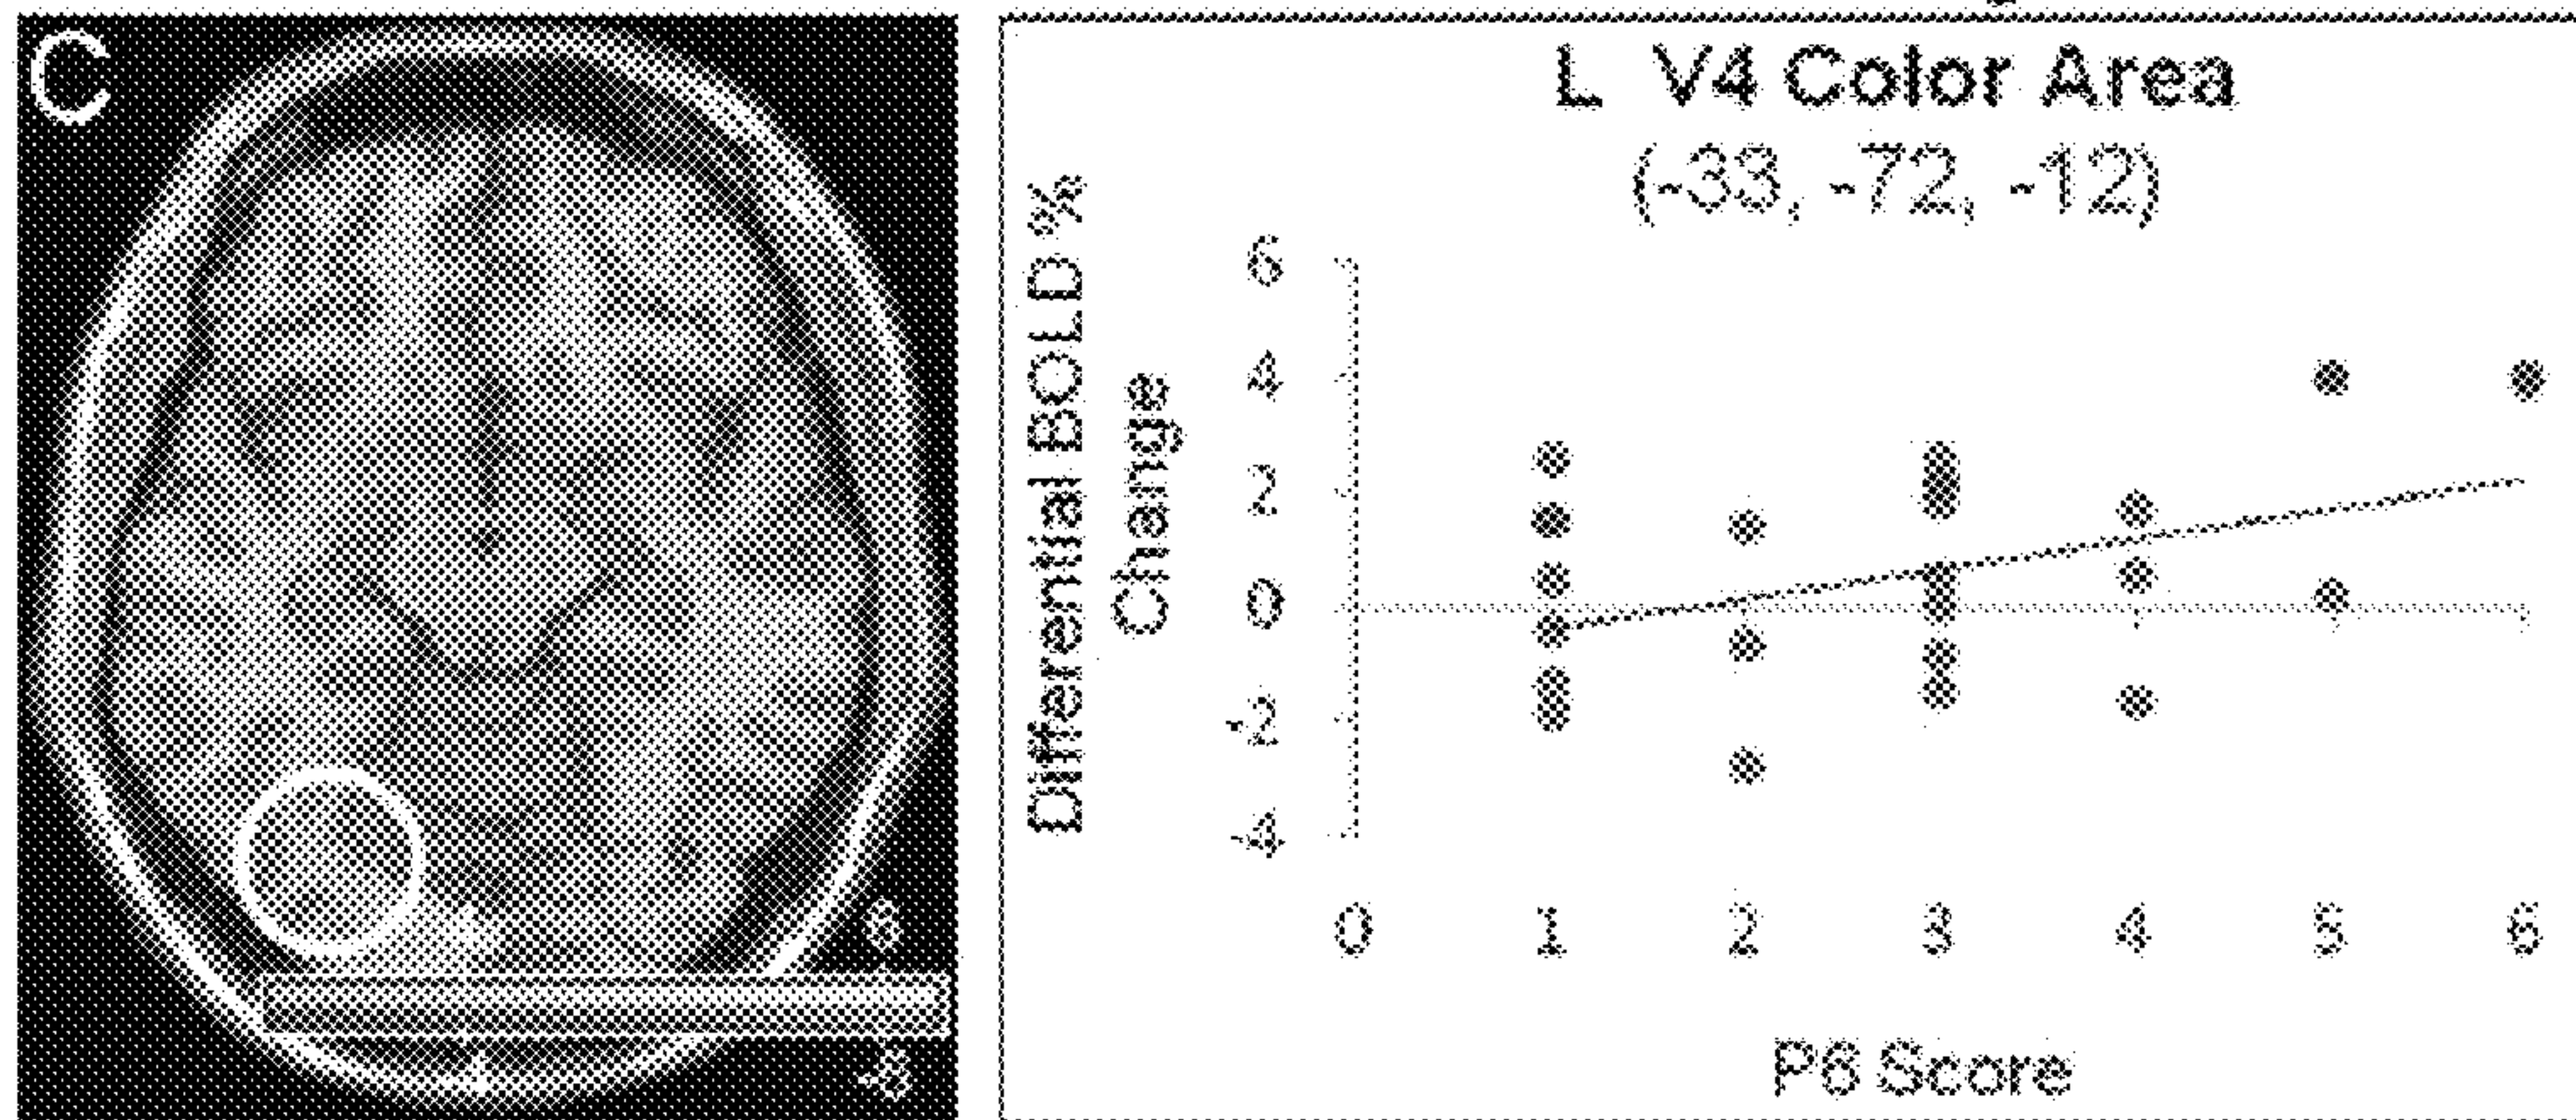 C
L V4 Color Area
(-33, -72, -12)
Differential BOLD %
Change
6
4
2
0
-2
-4
0 1 2 3 4 5 6
P6 Score